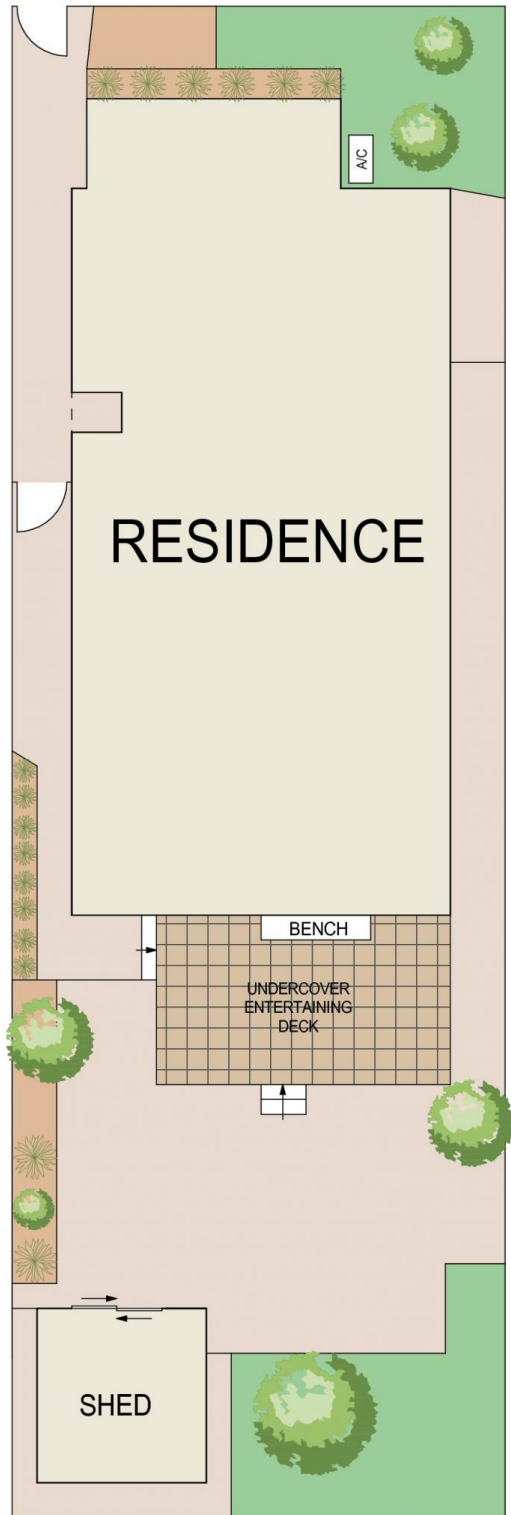 A/C
RESIDENCE
BENCH
UNDERCOVER
ENTERTAINING
DECK
SHED